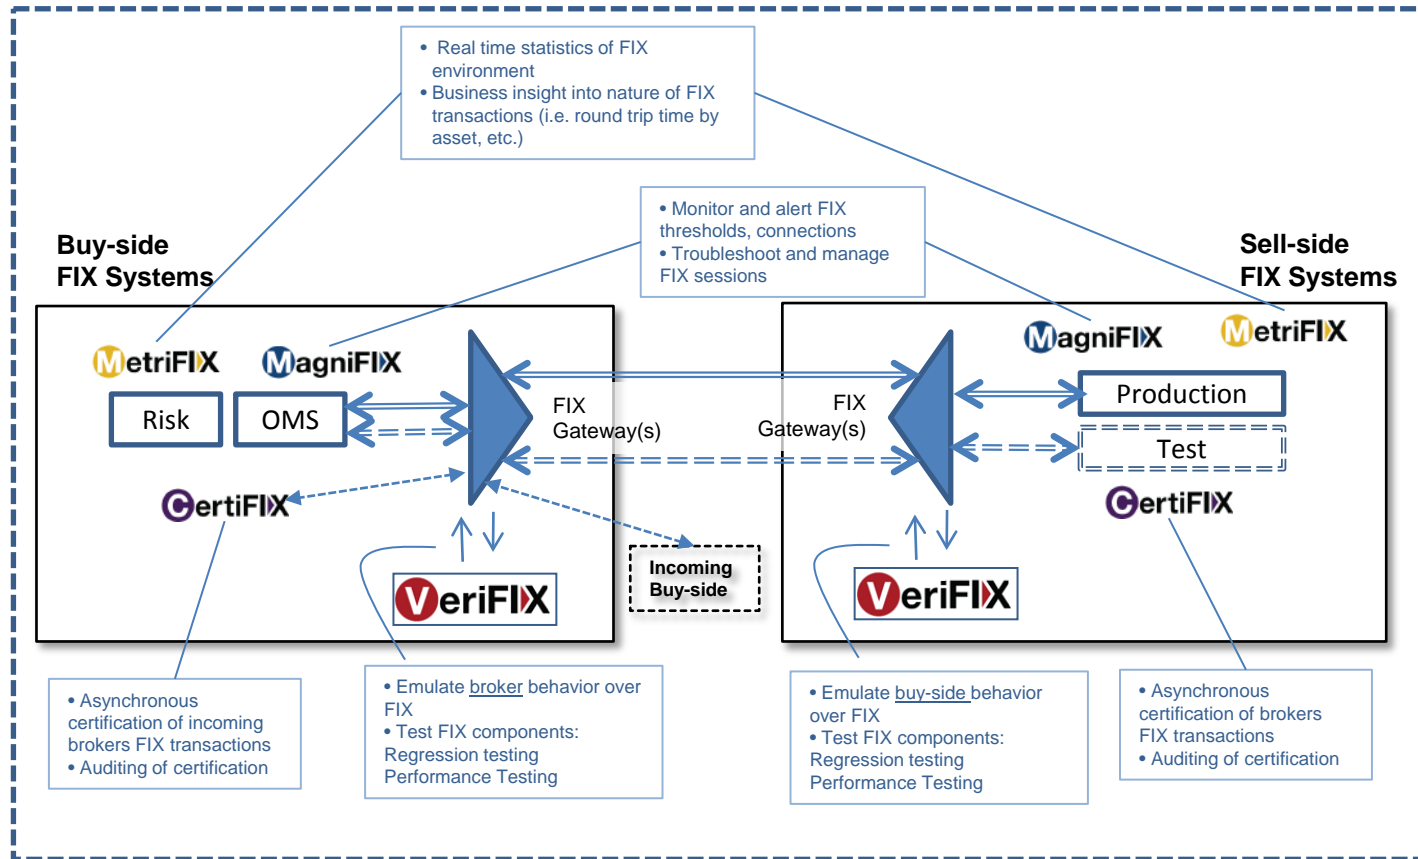 • Real time statistics of FIX
environment
• Business insight into nature of FIX
transactions (i.e. round trip time by
asset, etc.)
• Monitor and alert FIX
thresholds, connections
• Troubleshoot and manage
FIX sessions
Buy-side
FIX Systems
Sell-side
FIX Systems
MetriFIX
MagniFIX
MagniFIX
MetriFIX
Risk
OMS
FIX
Gateway(s)
FIX
Gateway(s)
Production
Test
CertiFIX
CertiFIX
VeriFIX
Incoming
Buy-side
VeriFIX
• Asynchronous
certification of incoming
brokers FIX transactions
• Auditing of certification
• Emulate broker behavior over
FIX
• Test FIX components:
Regression testing
Performance Testing
• Emulate buy-side behavior
over FIX
• Test FIX components:
Regression testing
Performance Testing
• Asynchronous
certification of brokers
FIX transactions
• Auditing of certification